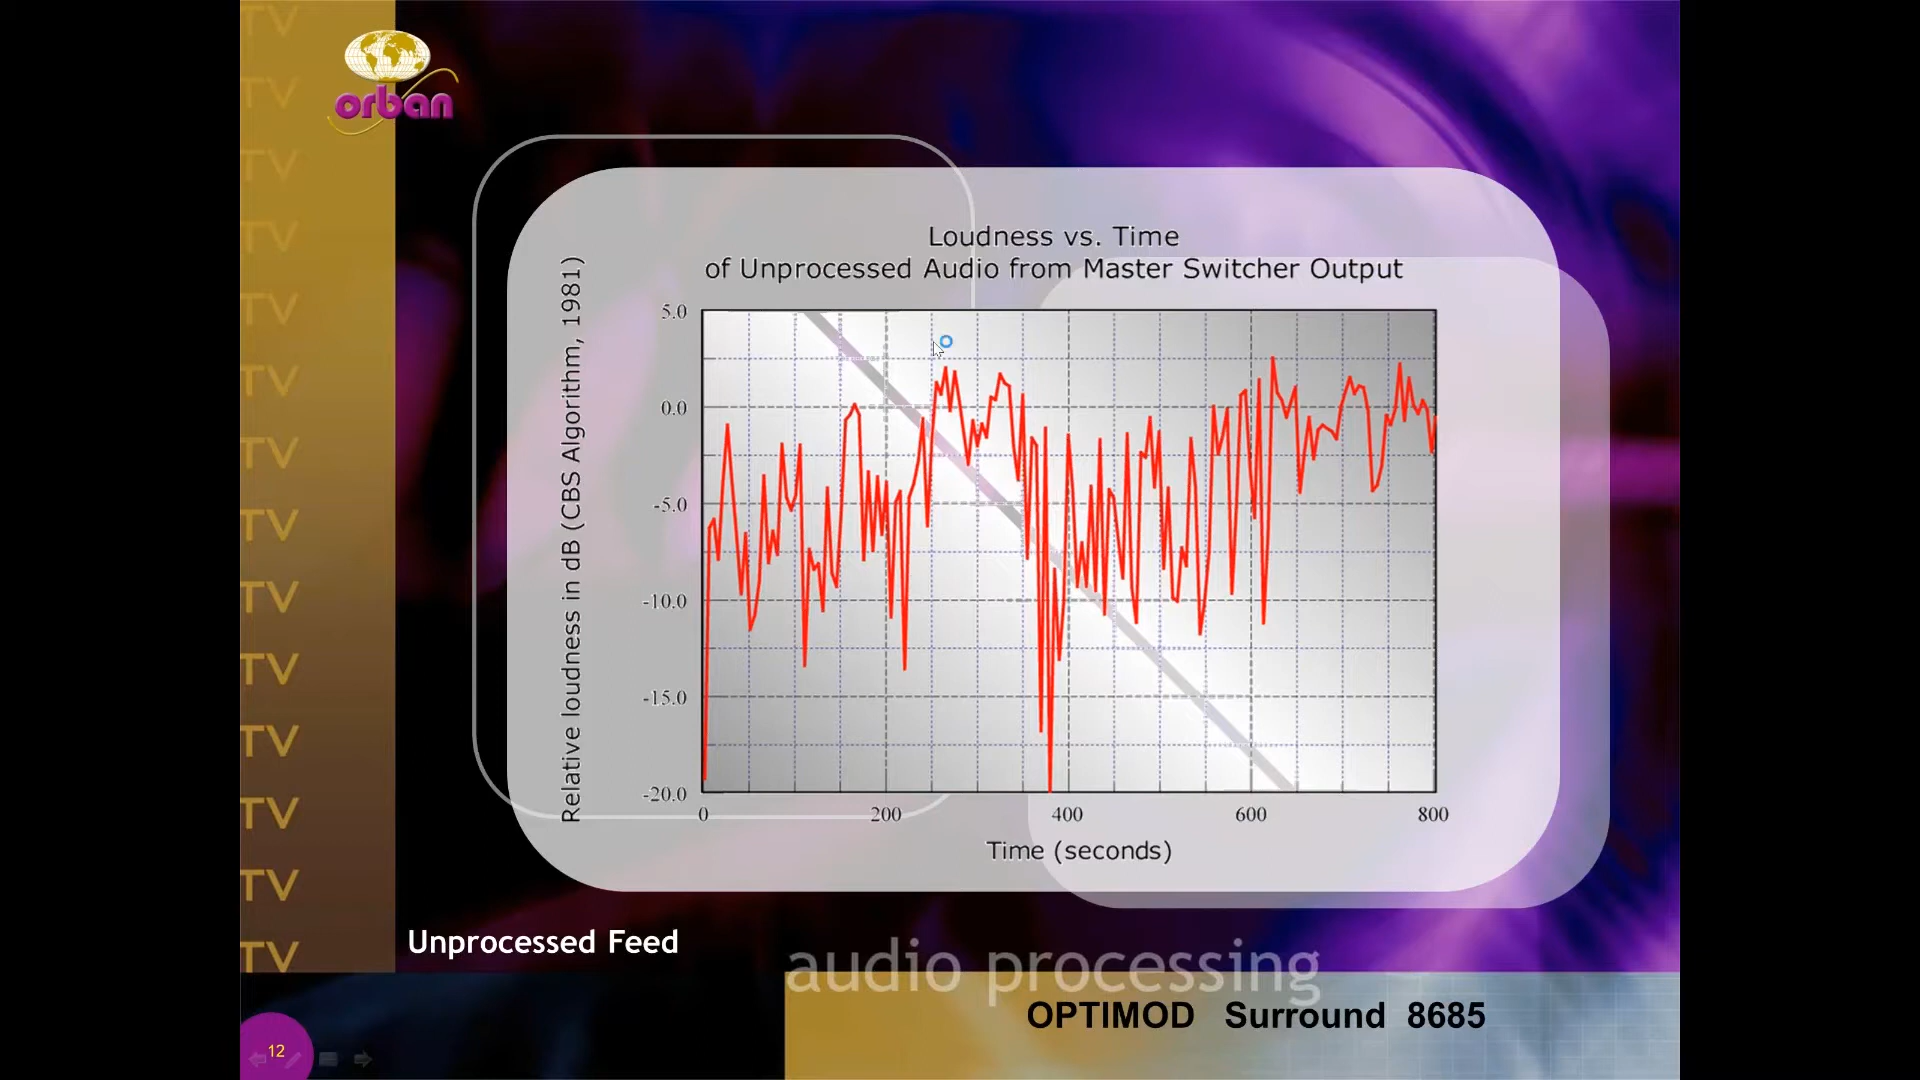 TV
TV
TV
TV
TV
TV
TV
TV
TV
TV
TV
TV
TV
TV
orban
Loudness vs. Time
of Unprocessed Audio from Master Switcher Output
Relative loudness in dB (CBS Algorithm, 1981)
5.0
0.0
-5.0
-10.0
-15.0
-20.0
0 200 400 600 800
Time (seconds)
Unprocessed Feed
audio processing
OPTIMOD Surround 8685
12